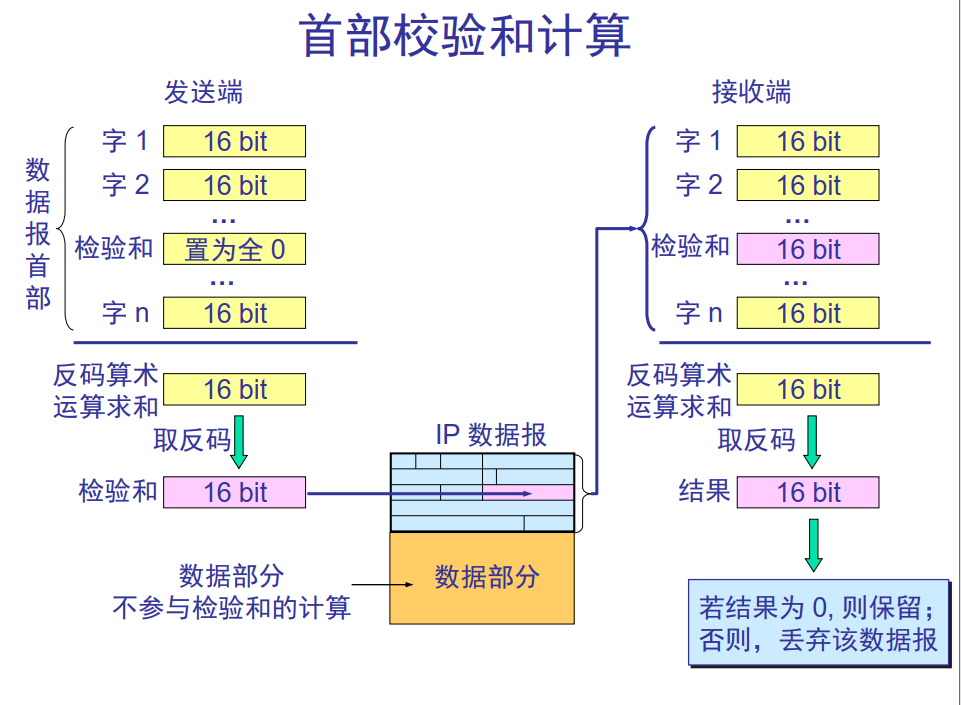 首部校验和计算
发送端
数据报首部
字 1 16 bit
字 2 16 bit
...
检验和 置为全 0
...
字 n 16 bit
反码算术
运算求和 16 bit
取反码
检验和 16 bit
数据部分
不参与检验和的计算
IP 数据报
数据部分
接收端
字 1 16 bit
字 2 16 bit
...
检验和 16 bit
...
字 n 16 bit
反码算术
运算求和 16 bit
取反码
结果 16 bit
若结果为 0, 则保留；
否则，丢弃该数据报